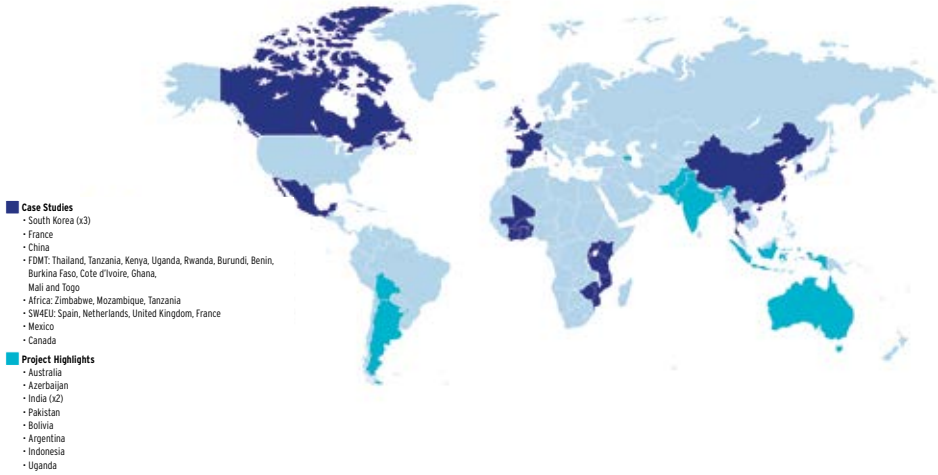 Case Studies
· South Korea (x3)
· France
· China
· FDMT: Thailand, Tanzania, Kenya, Uganda, Rwanda, Burundi, Benin,
Burkina Faso, Cote d'Ivoire, Ghana,
Mali and Togo
· Africa: Zimbabwe, Mozambique, Tanzania
· SW4EU: Spain, Netherlands, United Kingdom, France
· Mexico
· Canada
Project Highlights
· Australia
· Azerbaijan
· India (x2)
· Pakistan
· Bolivia
· Argentina
· Indonesia
· Uganda